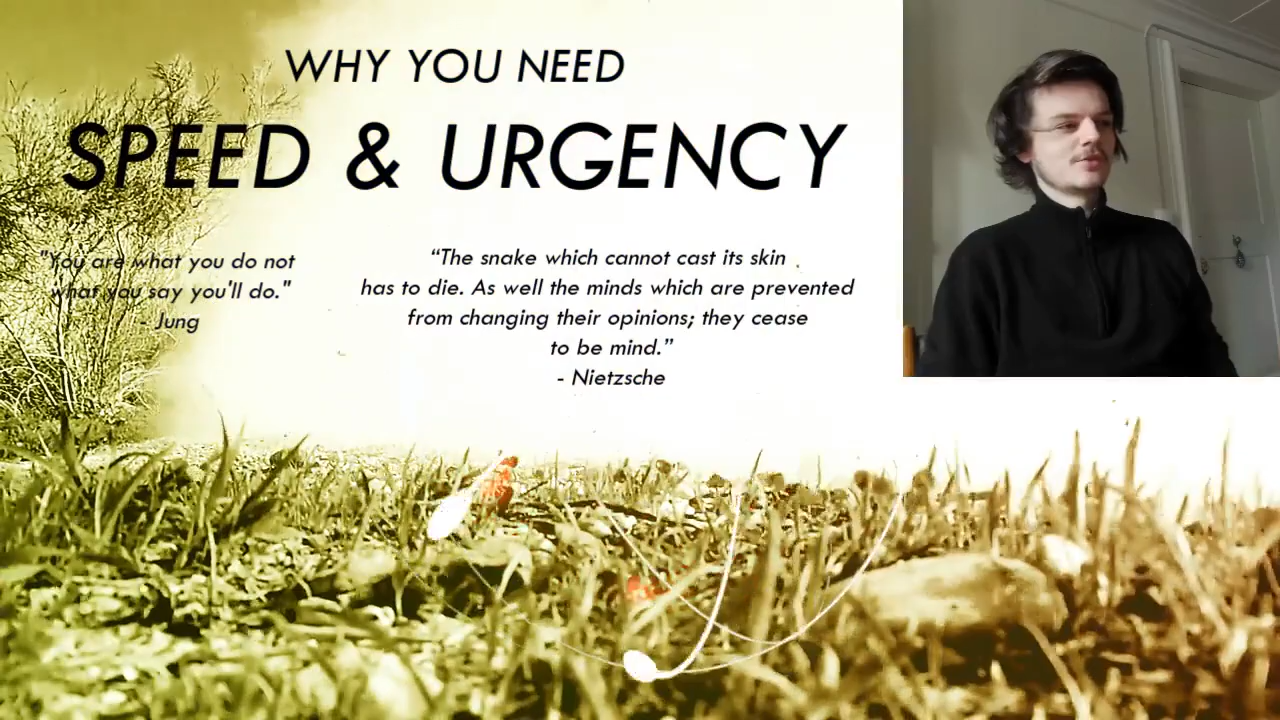 WHY YOU NEED
SPEED & URGENCY
"You are what you do not
what you say you'll do."
- Jung
“The snake which cannot cast its skin
has to die. As well the minds which are prevented
from changing their opinions; they cease
to be mind.”
- Nietzsche